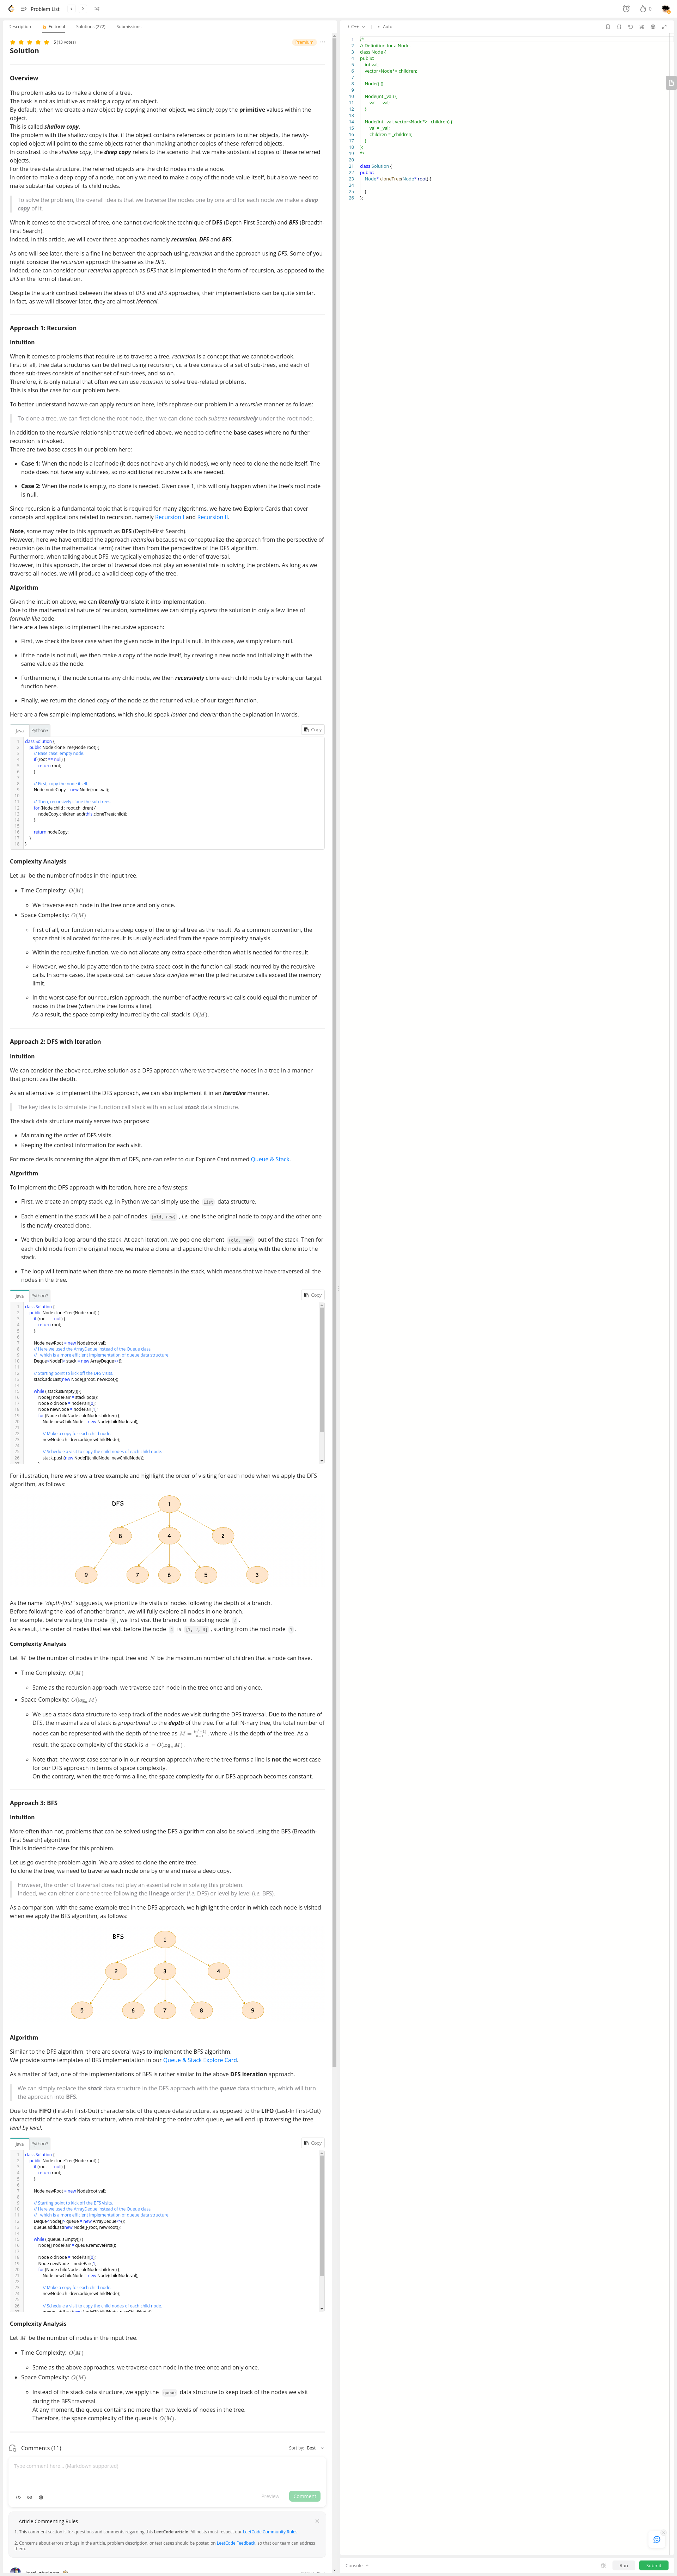 Problem List
0
Description
Editorial
Solutions (272)
Submissions
5 (13 votes)
Premium
Solution
Overview
The problem asks us to make a clone of a tree.
The task is not as intuitive as making a copy of an object.
By default, when we create a new object by copying another object, we simply copy the primitive values within the
object.
This is called shallow copy.
The problem with the shallow copy is that if the object contains references or pointers to other objects, the newly-
copied object will point to the same objects rather than making another copies of these referred objects.
In contrast to the shallow copy, the deep copy refers to the scenario that we make substantial copies of these referred
objects.
For the tree data structure, the referred objects are the child nodes inside a node.
In order to make a deep copy of a node, not only we need to make a copy of the node value itself, but also we need to
make substantial copies of its child nodes.
To solve the problem, the overall idea is that we traverse the nodes one by one and for each node we make a deep
copy of it.
When it comes to the traversal of tree, one cannot overlook the technique of DFS (Depth-First Search) and BFS (Breadth-
First Search).
Indeed, in this article, we will cover three approaches namely recursion, DFS and BFS.
As one will see later, there is a fine line between the approach using recursion and the approach using DFS. Some of you
might consider the recursion approach the same as the DFS.
Indeed, one can consider our recursion approach as DFS that is implemented in the form of recursion, as opposed to the
DFS in the form of iteration.
Despite the stark contrast between the ideas of DFS and BFS approaches, their implementations can be quite similar.
In fact, as we will discover later, they are almost identical.
Approach 1: Recursion
Intuition
When it comes to problems that require us to traverse a tree, recursion is a concept that we cannot overlook.
First of all, tree data structures can be defined using recursion, i.e. a tree consists of a set of sub-trees, and each of
those sub-trees consists of another set of sub-trees, and so on.
Therefore, it is only natural that often we can use recursion to solve tree-related problems.
This is also the case for our problem here.
To better understand how we can apply recursion here, let's rephrase our problem in a recursive manner as follows:
To clone a tree, we can first clone the root node, then we can clone each subtree recursively under the root node.
In addition to the recursive relationship that we defined above, we need to define the base cases where no further
recursion is invoked.
There are two base cases in our problem here:
Case 1: When the node is a leaf node (it does not have any child nodes), we only need to clone the node itself. The
node does not have any subtrees, so no additional recursive calls are needed.
Case 2: When the node is empty, no clone is needed. Given case 1, this will only happen when the tree's root node
is null.
Since recursion is a fundamental topic that is required for many algorithms, we have two Explore Cards that cover
concepts and applications related to recursion, namely Recursion I and Recursion II.
Note, some may refer to this approach as DFS (Depth-First Search).
However, here we have entitled the approach recursion because we conceptualize the approach from the perspective of
recursion (as in the mathematical term) rather than from the perspective of the DFS algorithm.
Furthermore, when talking about DFS, we typically emphasize the order of traversal.
However, in this approach, the order of traversal does not play an essential role in solving the problem. As long as we
traverse all nodes, we will produce a valid deep copy of the tree.
Algorithm
Given the intuition above, we can literally translate it into implementation.
Due to the mathematical nature of recursion, sometimes we can simply express the solution in only a few lines of
formula-like code.
Here are a few steps to implement the recursive approach:
First, we check the base case when the given node in the input is null. In this case, we simply return null.
If the node is not null, we then make a copy of the node itself, by creating a new node and initializing it with the
same value as the node.
Furthermore, if the node contains any child node, we then recursively clone each child node by invoking our target
function here.
Finally, we return the cloned copy of the node as the returned value of our target function.
Here are a few sample implementations, which should speak louder and clearer than the explanation in words.
Java
Python3
Copy
1 class Solution {
2 public Node cloneTree(Node root) {
3 // Base case: empty node.
4 if (root == null) {
5 return root;
6 }
7
8 // First, copy the node itself.
9 Node nodeCopy = new Node(root.val);
10
11 // Then, recursively clone the sub-trees.
12 for (Node child : root.children) {
13 nodeCopy.children.add(this.cloneTree(child));
14 }
15
16 return nodeCopy;
17 }
18 }
Complexity Analysis
Let M be the number of nodes in the input tree.
Time Complexity: O(M)
We traverse each node in the tree once and only once.
Space Complexity: O(M)
First of all, our function returns a deep copy of the original tree as the result. As a common convention, the
space that is allocated for the result is usually excluded from the space complexity analysis.
Within the recursive function, we do not allocate any extra space other than what is needed for the result.
However, we should pay attention to the extra space in the function call stack incurred by the recursive
calls. In some cases, the space cost can cause stack overflow when the piled recursive calls exceed the memory
limit.
In the worst case for our recursion approach, the number of active recursive calls could equal the number of
nodes in the tree (when the tree forms a line).
As a result, the space complexity incurred by the call stack is O(M).
Approach 2: DFS with Iteration
Intuition
We can consider the above recursive solution as a DFS approach where we traverse the nodes in a tree in a manner
that prioritizes the depth.
As an alternative to implement the DFS approach, we can also implement it in an iterative manner.
The key idea is to simulate the function call stack with an actual stack data structure.
The stack data structure mainly serves two purposes:
Maintaining the order of DFS visits.
Keeping the context information for each visit.
For more details concerning the algorithm of DFS, one can refer to our Explore Card named Queue & Stack.
Algorithm
To implement the DFS approach with iteration, here are a few steps:
First, we create an empty stack, e.g. in Python we can simply use the List data structure.
Each element in the stack will be a pair of nodes (old, new) , i.e. one is the original node to copy and the other one
is the newly-created clone.
We then build a loop around the stack. At each iteration, we pop one element (old, new) out of the stack. Then for
each child node from the original node, we make a clone and append the child node along with the clone into the
stack.
The loop will terminate when there are no more elements in the stack, which means that we have traversed all the
nodes in the tree.
Java
Python3
Copy
1 class Solution {
2 public Node cloneTree(Node root) {
3 if (root == null) {
4 return root;
5 }
6
7 Node newRoot = new Node(root.val);
8 // Here we used the ArrayDeque instead of the Queue class,
9 // which is a more efficient implementation of queue data structure.
10 Deque<Node[]> stack = new ArrayDeque<>();
11
12 // Starting point to kick off the DFS visits.
13 stack.addLast(new Node[]{root, newRoot});
14
15 while (!stack.isEmpty()) {
16 Node[] nodePair = stack.pop();
17 Node oldNode = nodePair[0];
18 Node newNode = nodePair[1];
19 for (Node childNode : oldNode.children) {
20 Node newChildNode = new Node(childNode.val);
21
22 // Make a copy for each child node.
23 newNode.children.add(newChildNode);
24
25 // Schedule a visit to copy the child nodes of each child node.
26 stack.push(new Node[]{childNode, newChildNode});
For illustration, here we show a tree example and highlight the order of visiting for each node when we apply the DFS
algorithm, as follows:
DFS
1
8 4 2
9 7 6 5 3
As the name "depth-first" sugguests, we prioritize the visits of nodes following the depth of a branch.
Before following the lead of another branch, we will fully explore all nodes in one branch.
For example, before visiting the node 4 , we first visit the branch of its sibling node 2 .
As a result, the order of nodes that we visit before the node 4 is [1, 2, 3] , starting from the root node 1 .
Complexity Analysis
Let M be the number of nodes in the input tree and N be the maximum number of children that a node can have.
Time Complexity: O(M)
Same as the recursion approach, we traverse each node in the tree once and only once.
Space Complexity: O(log_n M)
We use a stack data structure to keep track of the nodes we visit during the DFS traversal. Due to the nature of
DFS, the maximal size of stack is proportional to the depth of the tree. For a full N-nary tree, the total number of
nodes can be represented with the depth of the tree as M = , where d is the depth of the tree. As a
result, the space complexity of the stack is d = O(log_n M).
Note that, the worst case scenario in our recursion approach where the tree forms a line is not the worst case
for our DFS approach in terms of space complexity.
On the contrary, when the tree forms a line, the space complexity for our DFS approach becomes constant.
Approach 3: BFS
Intuition
More often than not, problems that can be solved using the DFS algorithm can also be solved using the BFS (Breadth-
First Search) algorithm.
This is indeed the case for this problem.
Let us go over the problem again. We are asked to clone the entire tree.
To clone the tree, we need to traverse each node one by one and make a deep copy.
However, the order of traversal does not play an essential role in solving this problem.
Indeed, we can either clone the tree following the lineage order (i.e. DFS) or level by level (i.e. BFS).
As a comparison, with the same example tree in the DFS approach, we highlight the order in which each node is visited
when we apply the BFS algorithm, as follows:
BFS
1
2 3 4
5 6 7 8 9
Algorithm
Similar to the DFS algorithm, there are several ways to implement the BFS algorithm.
We provide some templates of BFS implementation in our Queue & Stack Explore Card.
As a matter of fact, one of the implementations of BFS is rather similar to the above DFS Iteration approach.
We can simply replace the stack data structure in the DFS approach with the queue data structure, which will turn
the approach into BFS.
Due to the FIFO (First-In First-Out) characteristic of the queue data structure, as opposed to the LIFO (Last-In First-Out)
characteristic of the stack data structure, when maintaining the order with queue, we will end up traversing the tree
level by level.
Java
Python3
Copy
1 class Solution {
2 public Node cloneTree(Node root) {
3 if (root == null) {
4 return root;
5 }
6
7 Node newRoot = new Node(root.val);
8
9 // Starting point to kick off the BFS visits.
10 // Here we used the ArrayDeque instead of the Queue class,
11 // which is a more efficient implementation of queue data structure.
12 Deque<Node[]> queue = new ArrayDeque<>();
13 queue.addLast(new Node[]{root, newRoot});
14
15 while (!queue.isEmpty()) {
16 Node[] nodePair = queue.removeFirst();
17
18 Node oldNode = nodePair[0];
19 Node newNode = nodePair[1];
20 for (Node childNode : oldNode.children) {
21 Node newChildNode = new Node(childNode.val);
22
23 // Make a copy for each child node.
24 newNode.children.add(newChildNode);
25
26 // Schedule a visit to copy the child nodes of each child node.
Complexity Analysis
Let M be the number of nodes in the input tree.
Time Complexity: O(M)
Same as the above approaches, we traverse each node in the tree once and only once.
Space Complexity: O(M)
Instead of the stack data structure, we apply the queue data structure to keep track of the nodes we visit
during the BFS traversal.
At any moment, the queue contains no more than two levels of nodes in the tree.
Therefore, the space complexity of the queue is O(M).
Comments (11)
Sort by: Best
Type comment here... (Markdown supported)
Preview
Comment
Article Commenting Rules
1. This comment section is for questions and comments regarding this LeetCode article. All posts must respect our LeetCode Community Rules.
2. Concerns about errors or bugs in the article, problem description, or test cases should be posted on LeetCode Feedback, so that our team can address
them.
C++
Auto
1 /*
2 // Definition for a Node.
3 class Node {
4 public:
5 int val;
6 vector<Node*> children;
7
8 Node() {}
9
10 Node(int _val) {
11 val = _val;
12 }
13
14 Node(int _val, vector<Node*> _children) {
15 val = _val;
16 children = _children;
17 }
18 };
19 */
20
21 class Solution {
22 public:
23 Node* cloneTree(Node* root) {
24
25 }
26 };
Console
Run
Submit